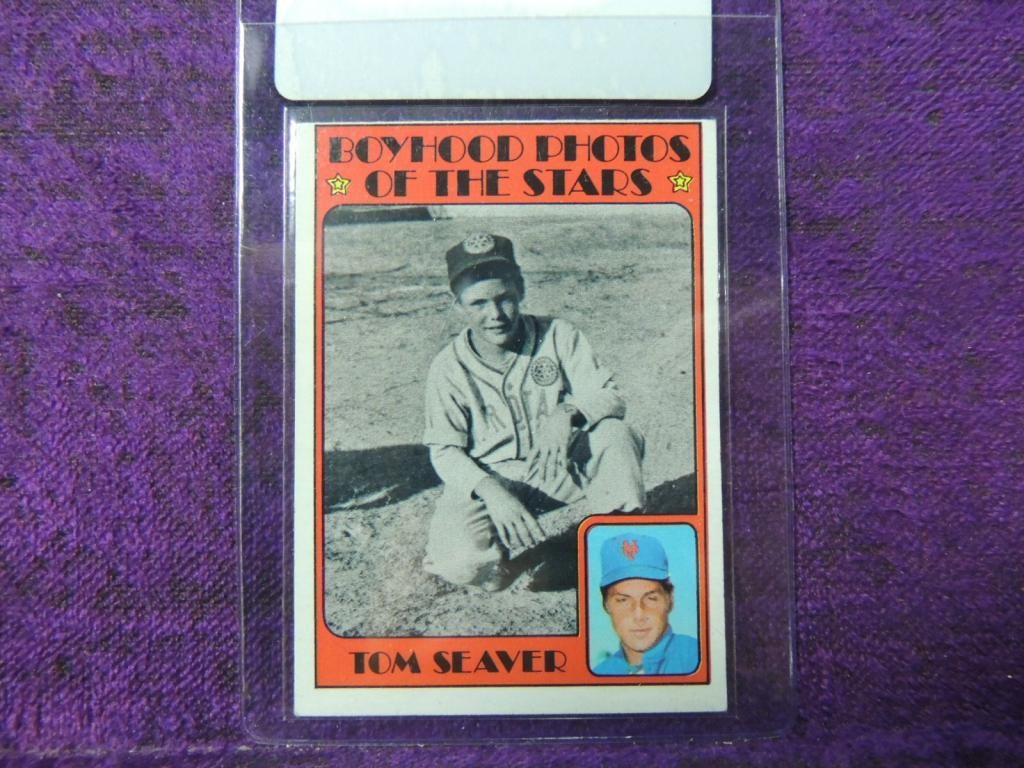 BOYHOOD PHOTOS
OF THE STARS
TOM SEAVER